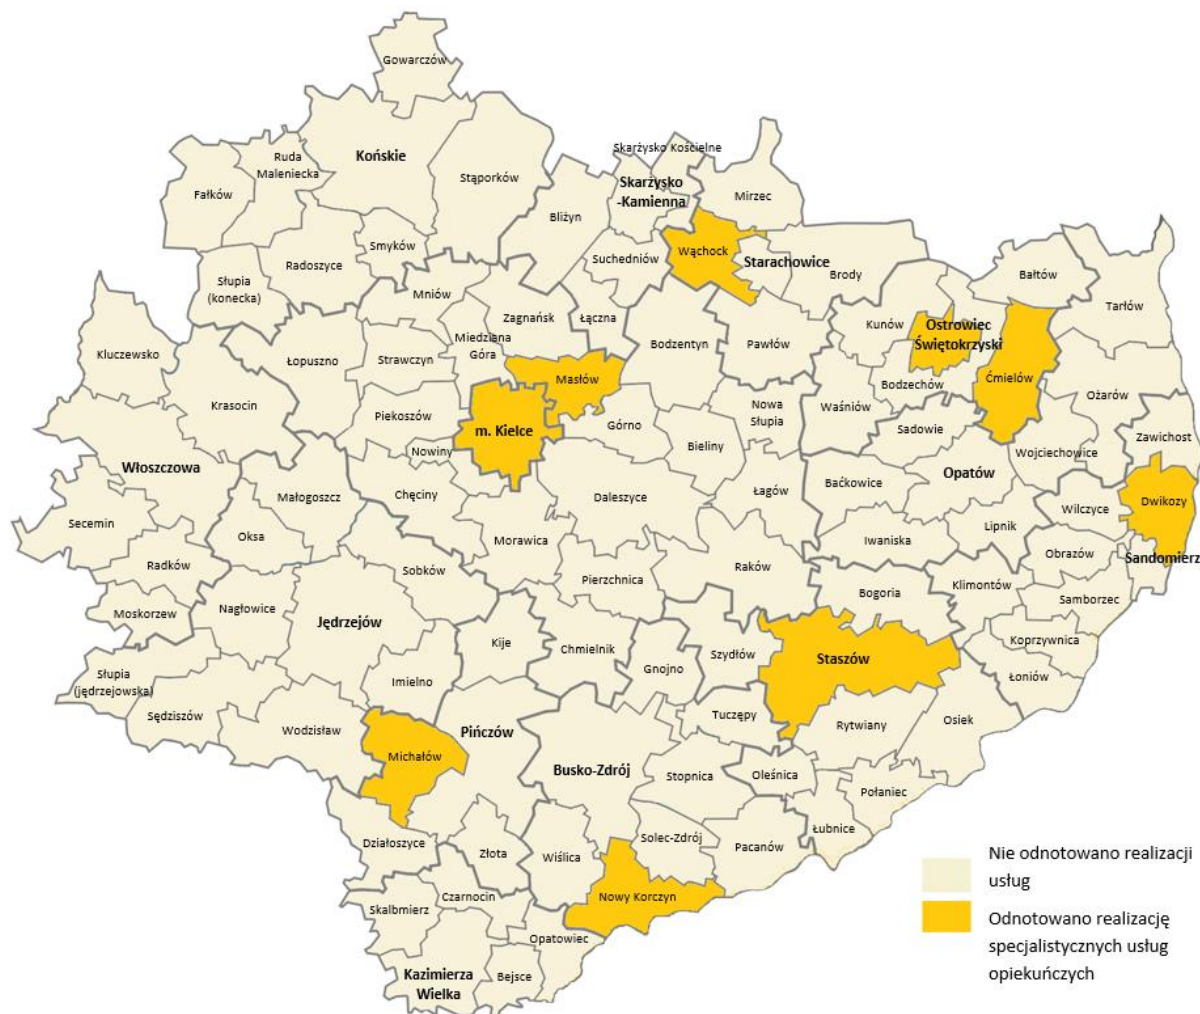 Gowarczów
Końskie
Ruda
Maleniecka
Fałków
Stąporków
Skarżysko Kościelne
Skarżysko
-Kamienna
Mirzec
Bliżyn
Smyków
Radoszyce
Słupia
(konecka)
Suchedniów
Wąchock
Starachowice
Brody
Bałtów
Tarłów
Mniów
Zagnańsk
Łączna
Miedziana
Góra
Bodzentyn
Pawłów
Kunów
Ostrowiec
Świętokrzyski
Kluczewsko
Łopuszno
Strawczyn
Masłów
Bodzechów
Ćmielów
Ożarów
Krasocin
Piekoszów
m. Kielce
Górno
Nowa
Słupia
Waśniów
Sadowie
Zawichost
Nowiny
Bieliny
Wojciechowice
Włoszczowa
Małogoszcz
Chęciny
Daleszyce
Łagów
Baćkowice
Opatów
Dwikozy
Secemin
Oksa
Morawica
Iwaniska
Lipnik
Wilczyce
Radków
Sobków
Pierzchnica
Raków
Obrazów
Sandomierz
Moskorzew
Nagłowice
Jędrzejów
Bogoria
Klimontów
Samborzec
Kije
Chmielnik
Gnojno
Szydłów
Staszów
Koprzywnica
Słupia
(jędrzejowska)
Imielno
Łoniów
Sędziszów
Wodzisław
Pińczów
Tuczępy
Rytwiany
Osiek
Michałów
Busko-Zdrój
Stopnica
Oleśnica
Połaniec
Działoszyce
Złota
Wiślica
Solec-Zdrój
Pacanów
Łubnice
Skalbmierz
Czarnocin
Nowy Korczyn
Opatowiec
Kazimierza
Wielka
Bejsce
Nie odnotowano realizacji
usług
Odnotowano realizację
specjalistycznych usług
opiekuńczych